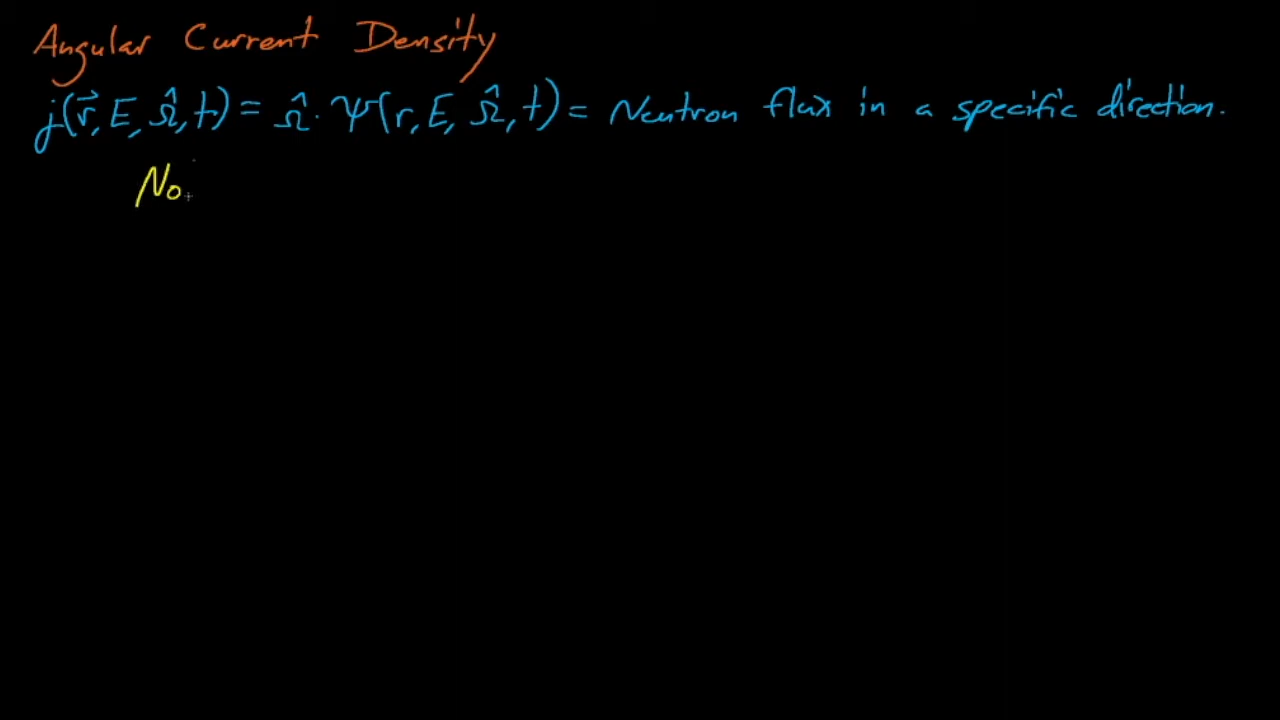 Angular Current Density
j(r⃗, E, Ω̂, t) = Ω̂ · Ψ(r, E, Ω̂, t) = Neutron flux in a specific direction.
No